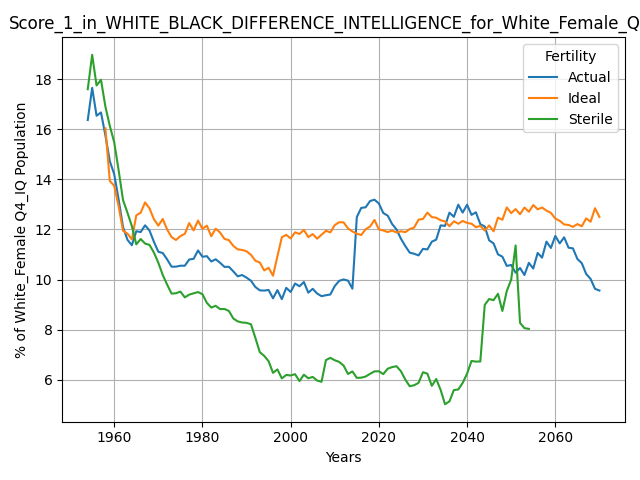 Score_1_in_WHITE_BLACK_DIFFERENCE_INTELLIGENCE_for_White_Female_Q
Fertility
Actual
Ideal
Sterile
% of White_Female Q4_IQ Population
18
16
14
12
10
8
6
1960 1980 2000 2020 2040 2060
Years